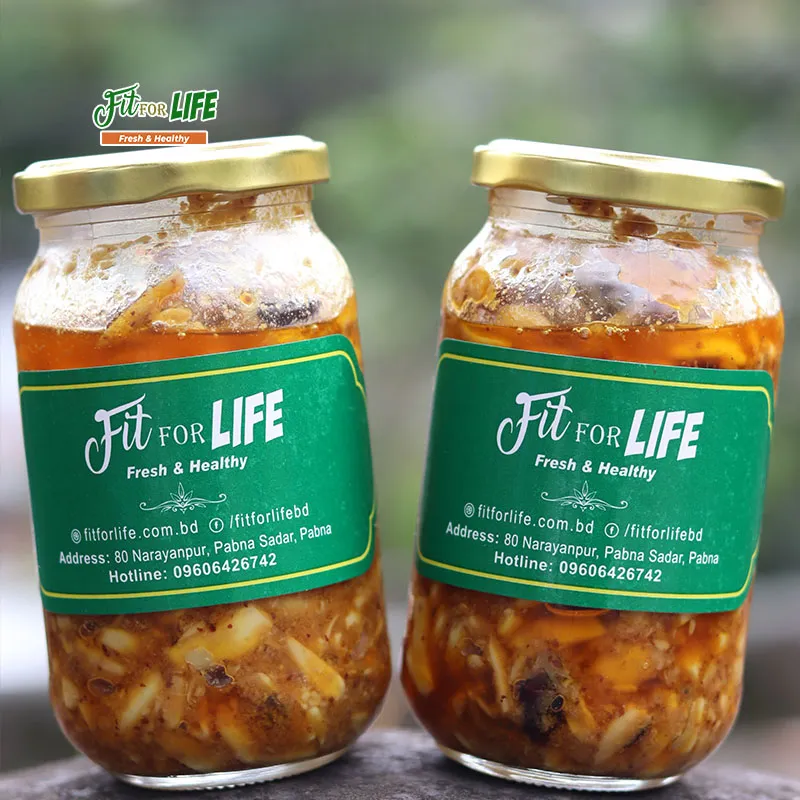 Fit FOR LIFE
Fresh & Healthy
Fit FOR LIFE
Fresh & Healthy
fitforlife.com.bd /fitforlifebd
Address: 80 Narayanpur, Pabna Sadar, Pabna
Hotline: 09606426742
Fit FOR LIFE
Fresh & Healthy
fitforlife.com.bd /fitforlifebd
Address: 80 Narayanpur, Pabna Sadar, Pabna
Hotline: 09606426742